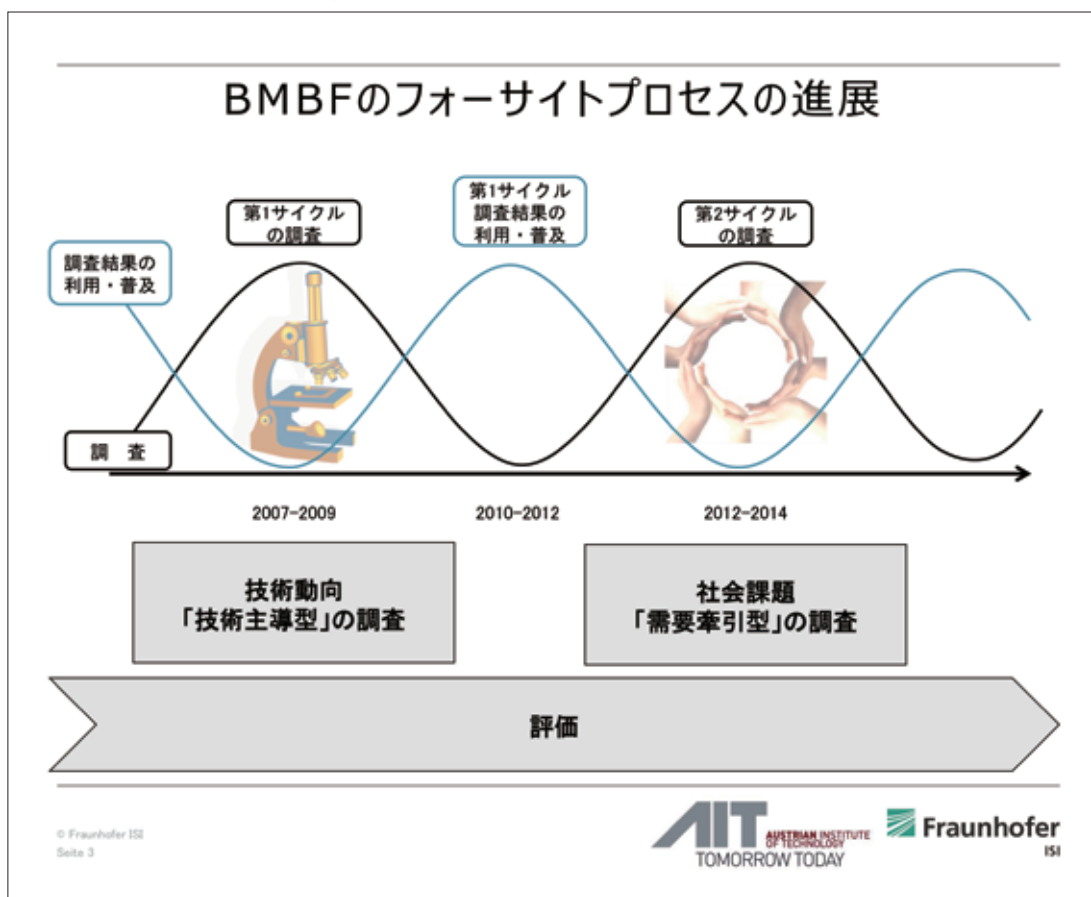 BMBFのフォーサイトプロセスの進展
第1サイクル
の調査
第1サイクル
調査結果の
利用・普及
第2サイクル
の調査
調査結果の
利用・普及
調 査
2007-2009
2010-2012
2012-2014
技術動向
「技術主導型」の調査
社会課題
「需要牽引型」の調査
評価
© Fraunhofer ISI
Seite 3
AIT
AUSTRIAN INSTITUTE
OF TECHNOLOGY
TOMORROW TODAY
Fraunhofer
ISI